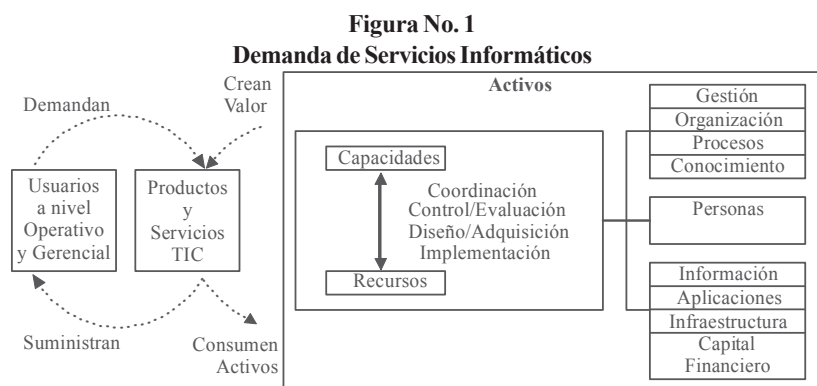 Figura No. 1
Demanda de Servicios Informáticos
Demandan
Crean
Valor
Usuarios
a nivel
Operativo
y Gerencial
Productos
y
Servicios
TIC
Suministran
Consumen
Activos
Activos
Capacidades
Coordinación
Control/Evaluación
Diseño/Adquisición
Implementación
Recursos
Gestión
Organización
Procesos
Conocimiento
Personas
Información
Aplicaciones
Infraestructura
Capital
Financiero